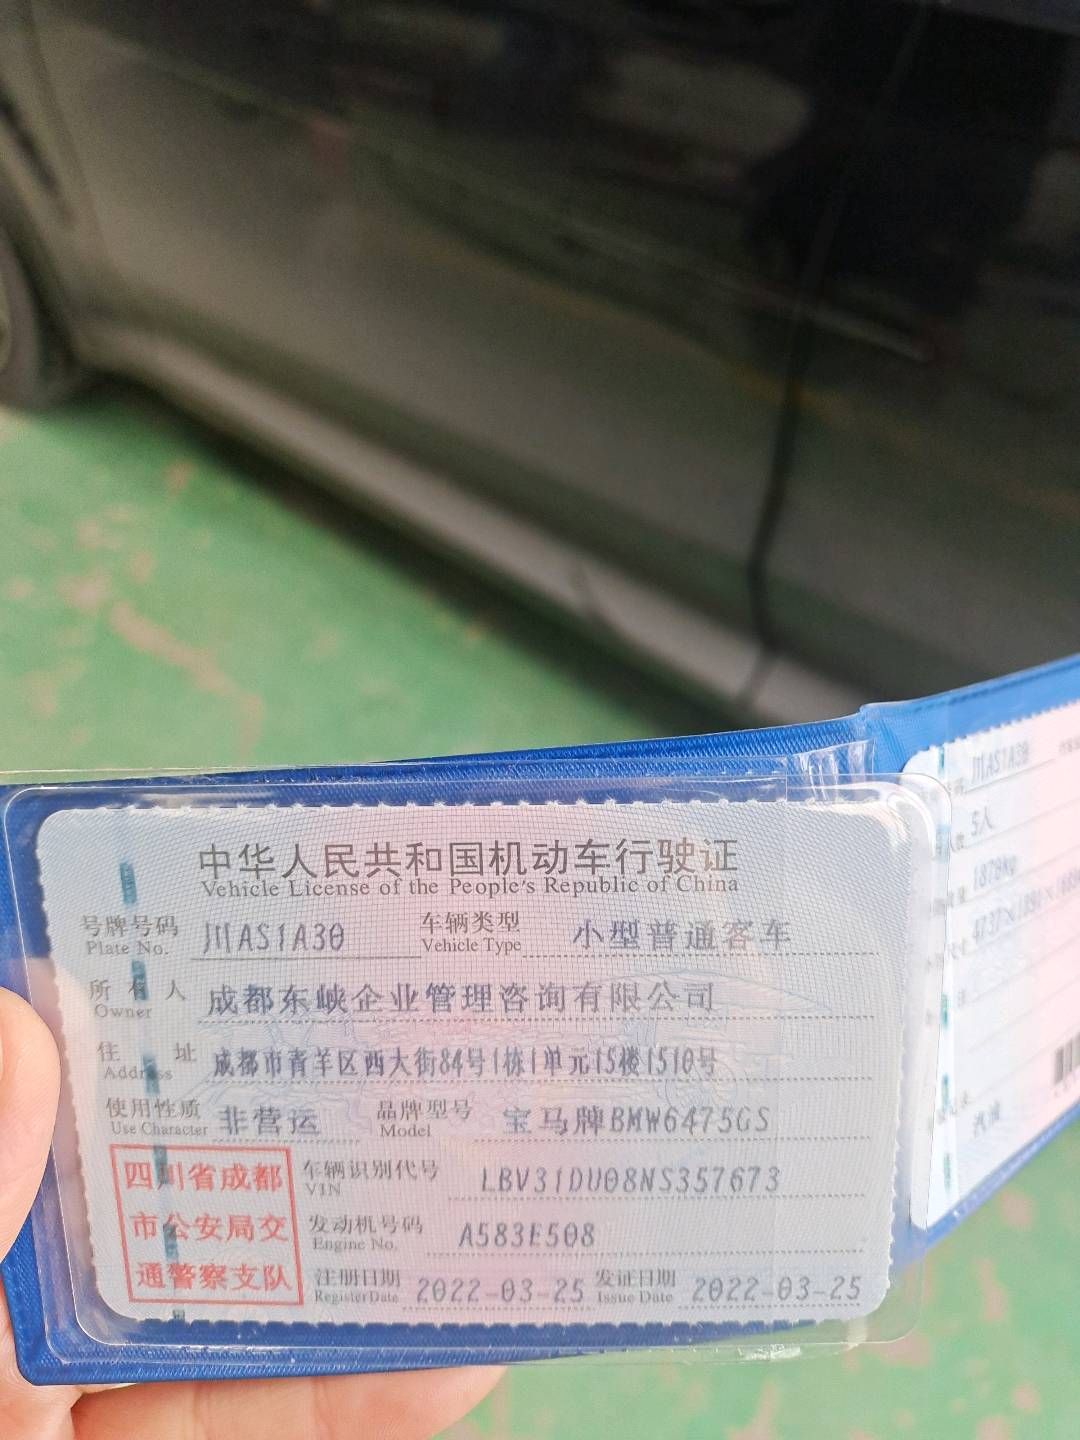 中华人民共和国机动车行驶证
Vehicle License of the People's Republic of China
号牌号码 川AS1A30 车辆类型 小型普通客车
Plate No. Vehicle Type
所有人 成都东峡企业管理咨询有限公司
Owner
住址 成都市青羊区西大街84号1栋1单元15楼1510号
Address
使用性质 非营运 品牌型号 宝马牌BMW6475GS
Use Character Model
四川省成都
市公安局交
通警察支队
车辆识别代号 LBV31DU08NS357673
VIN
发动机号码 A583E508
Engine No.
注册日期 2022-03-25 发证日期 2022-03-25
Register Date Issue Date
川AS1A30
人数 5人
1870kg
汽油